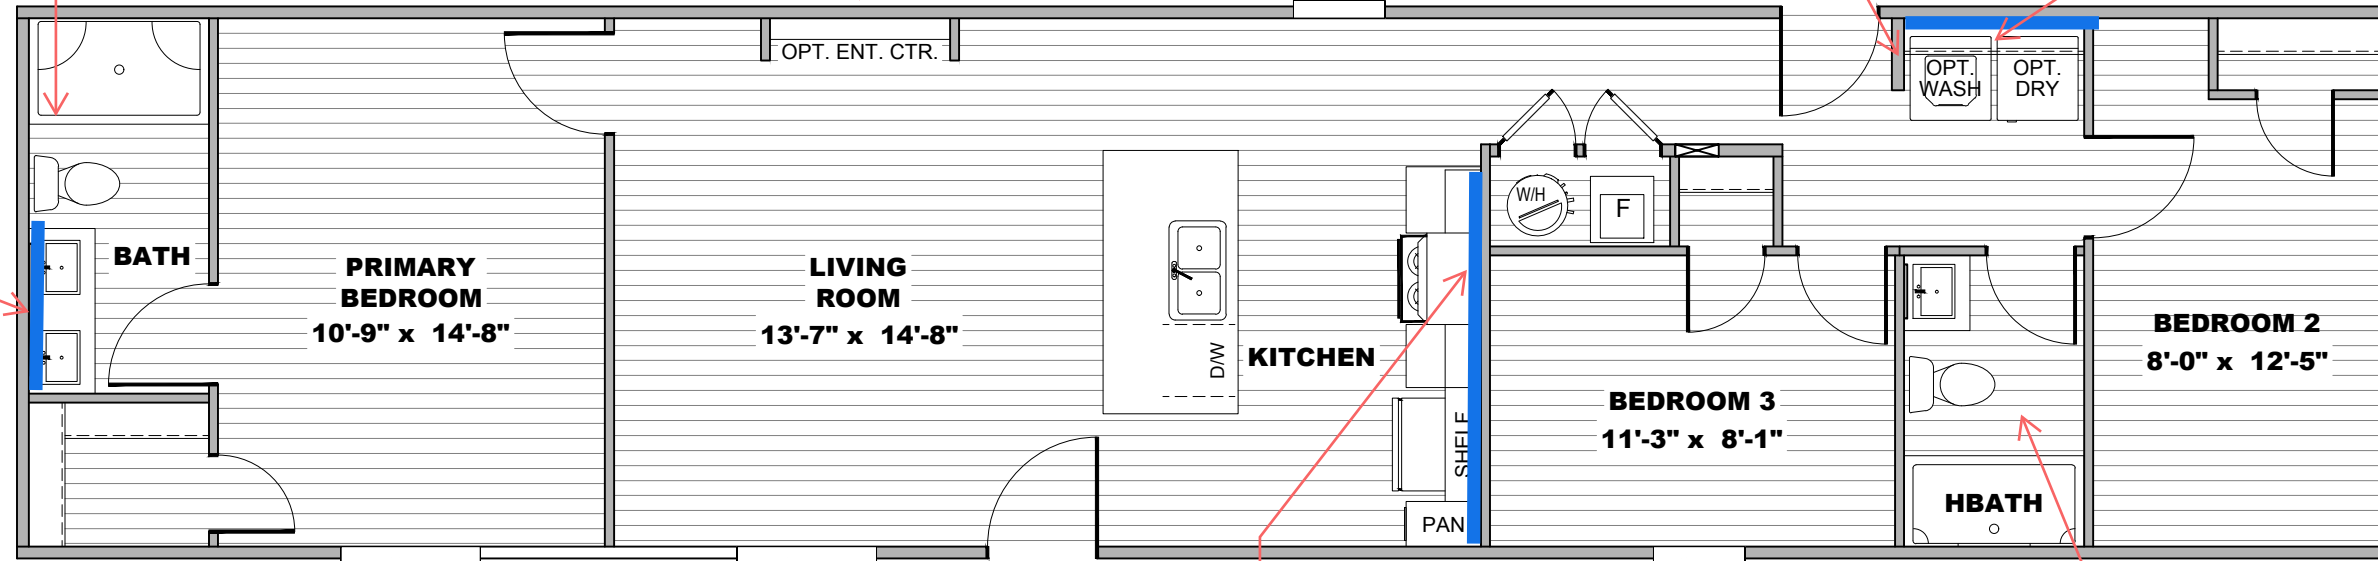 OPT. ENT. CTR.
OPT.
WASH
OPT.
DRY
W/H
F
BATH
PRIMARY
BEDROOM
10'-9" x 14'-8"
LIVING
ROOM
13'-7" x 14'-8"
D/W
KITCHEN
SHELF
PAN
BEDROOM 3
11'-3" x 8'-1"
BEDROOM 2
8'-0" x 12'-5"
HBATH